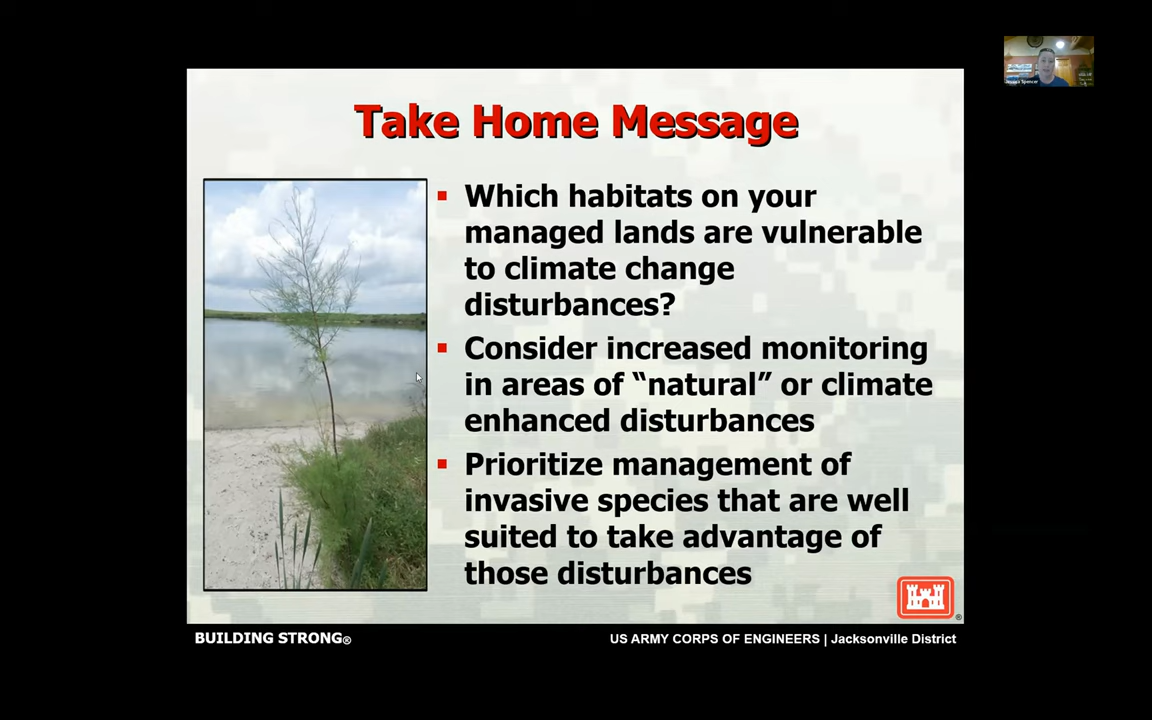 Jessica Spencer
Take Home Message
Which habitats on your
managed lands are vulnerable
to climate change
disturbances?
Consider increased monitoring
in areas of “natural” or climate
enhanced disturbances
Prioritize management of
invasive species that are well
suited to take advantage of
those disturbances
BUILDING STRONG®
US ARMY CORPS OF ENGINEERS | Jacksonville District